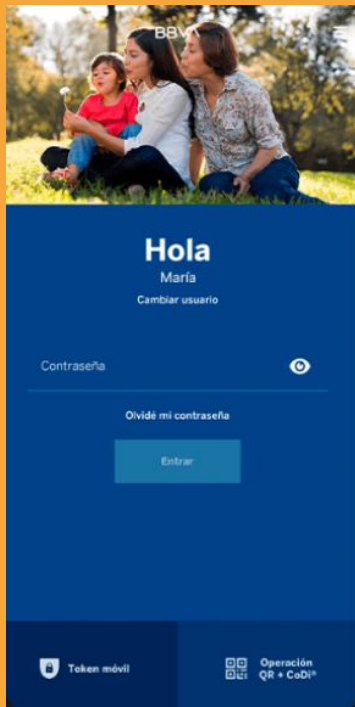 BBVA
Hola
María
Cambiar usuario
Contraseña
Olvidé mi contraseña
Entrar
Token móvil
Operación
QR + CoDi®